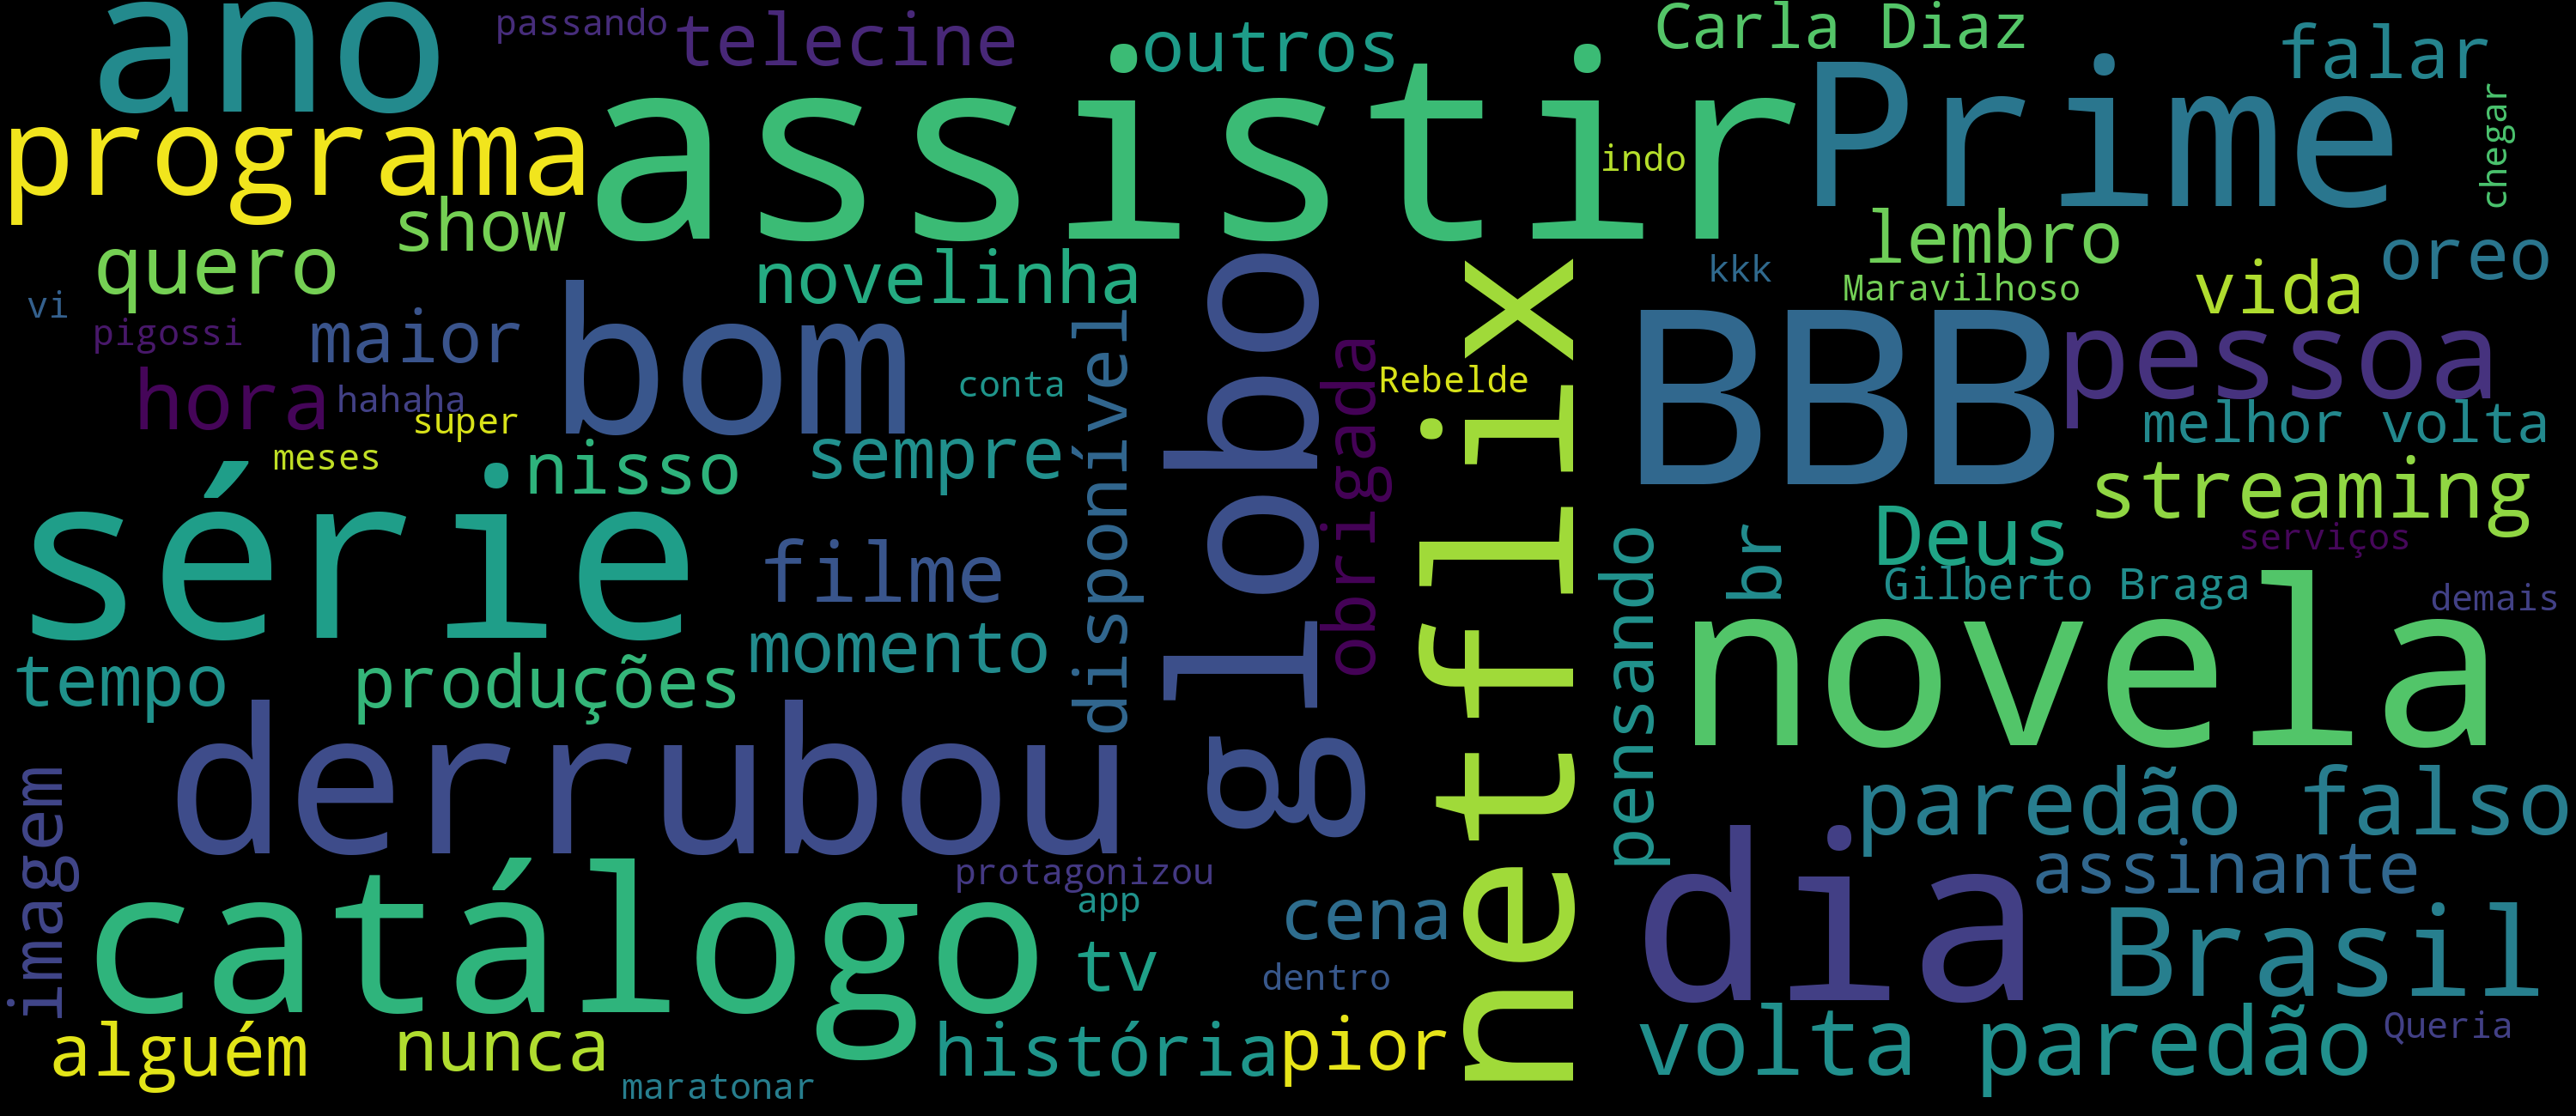 ano
passando
telecine
outros
Carla Diaz
falar
programa
assistir
Prime
chegar
indo
show
quero
novelinha
lembro
oreo
kkk
Maravilhoso
vida
vi
pigossi
maior
bom
globo
netflix
BBB
pessoa
hora
hahaha
super
conta
disponível
obrigada
Rebelde
melhor volta
meses
nisso
sempre
streaming
série
filme
pensando
br
Deus
serviços
Gilberto Braga
demais
momento
novela
tempo
produções
derrubou
paredão falso
imagem
catálogo
protagonizou
app
cena
dia
assinante
tv
dentro
Brasil
alguém
nunca
história
pior
volta paredão
Queria
maratonar